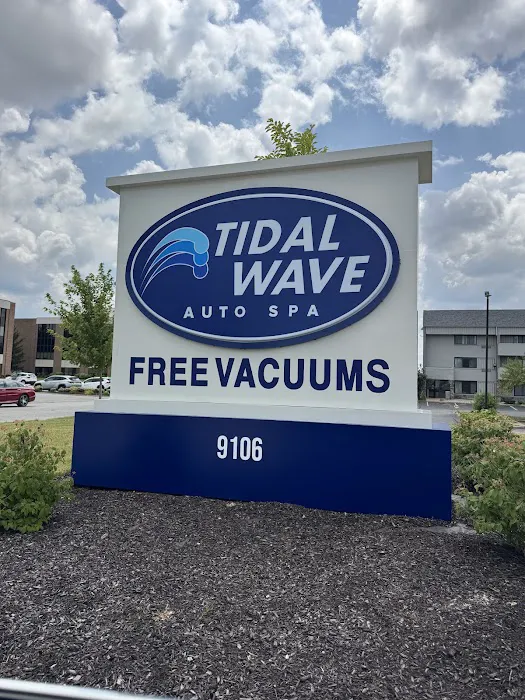 TIDAL
WAVE
AUTO SPA
FREE VACUUMS
9106